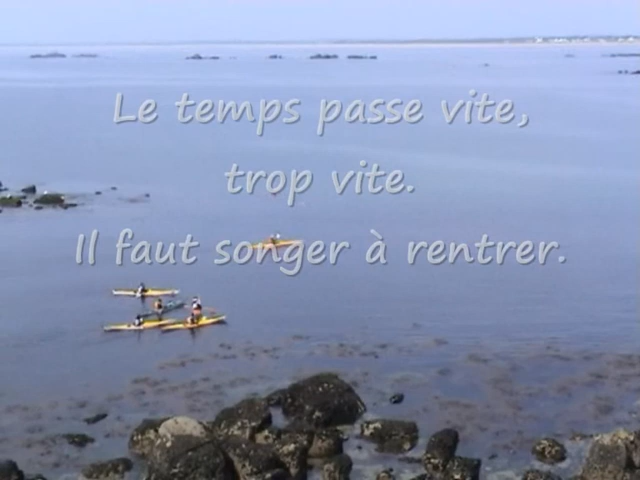 Le temps passe vite,
trop vite.
Il faut songer à rentrer.